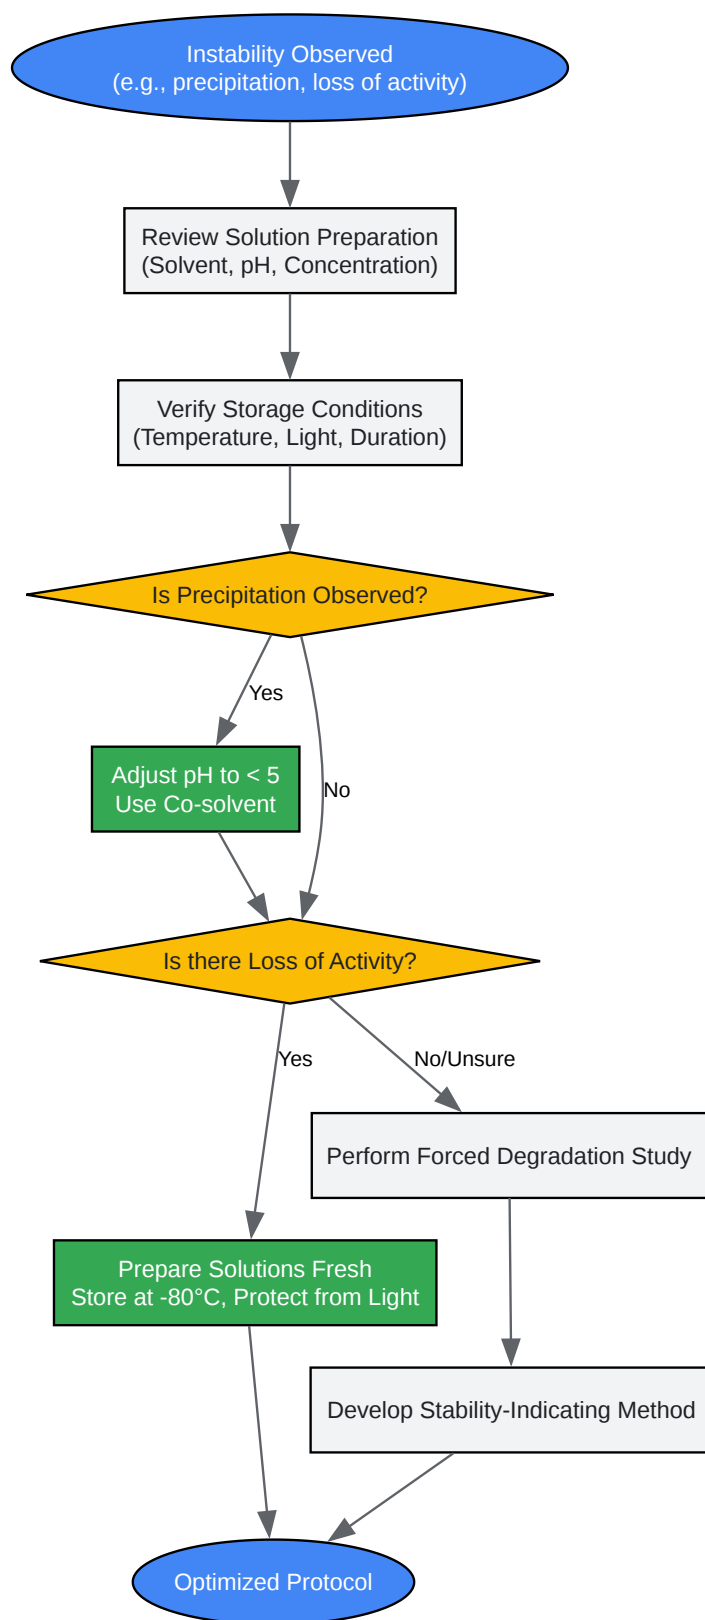 Instability Observed
(e.g., precipitation, loss of activity)
Review Solution Preparation
(Solvent, pH, Concentration)
Verify Storage Conditions
(Temperature, Light, Duration)
Is Precipitation Observed?
Yes
Adjust pH to < 5
Use Co-solvent
No
Is there Loss of Activity?
Yes
No/Unsure
Perform Forced Degradation Study
Prepare Solutions Fresh
Store at -80°C, Protect from Light
Develop Stability-Indicating Method
Optimized Protocol